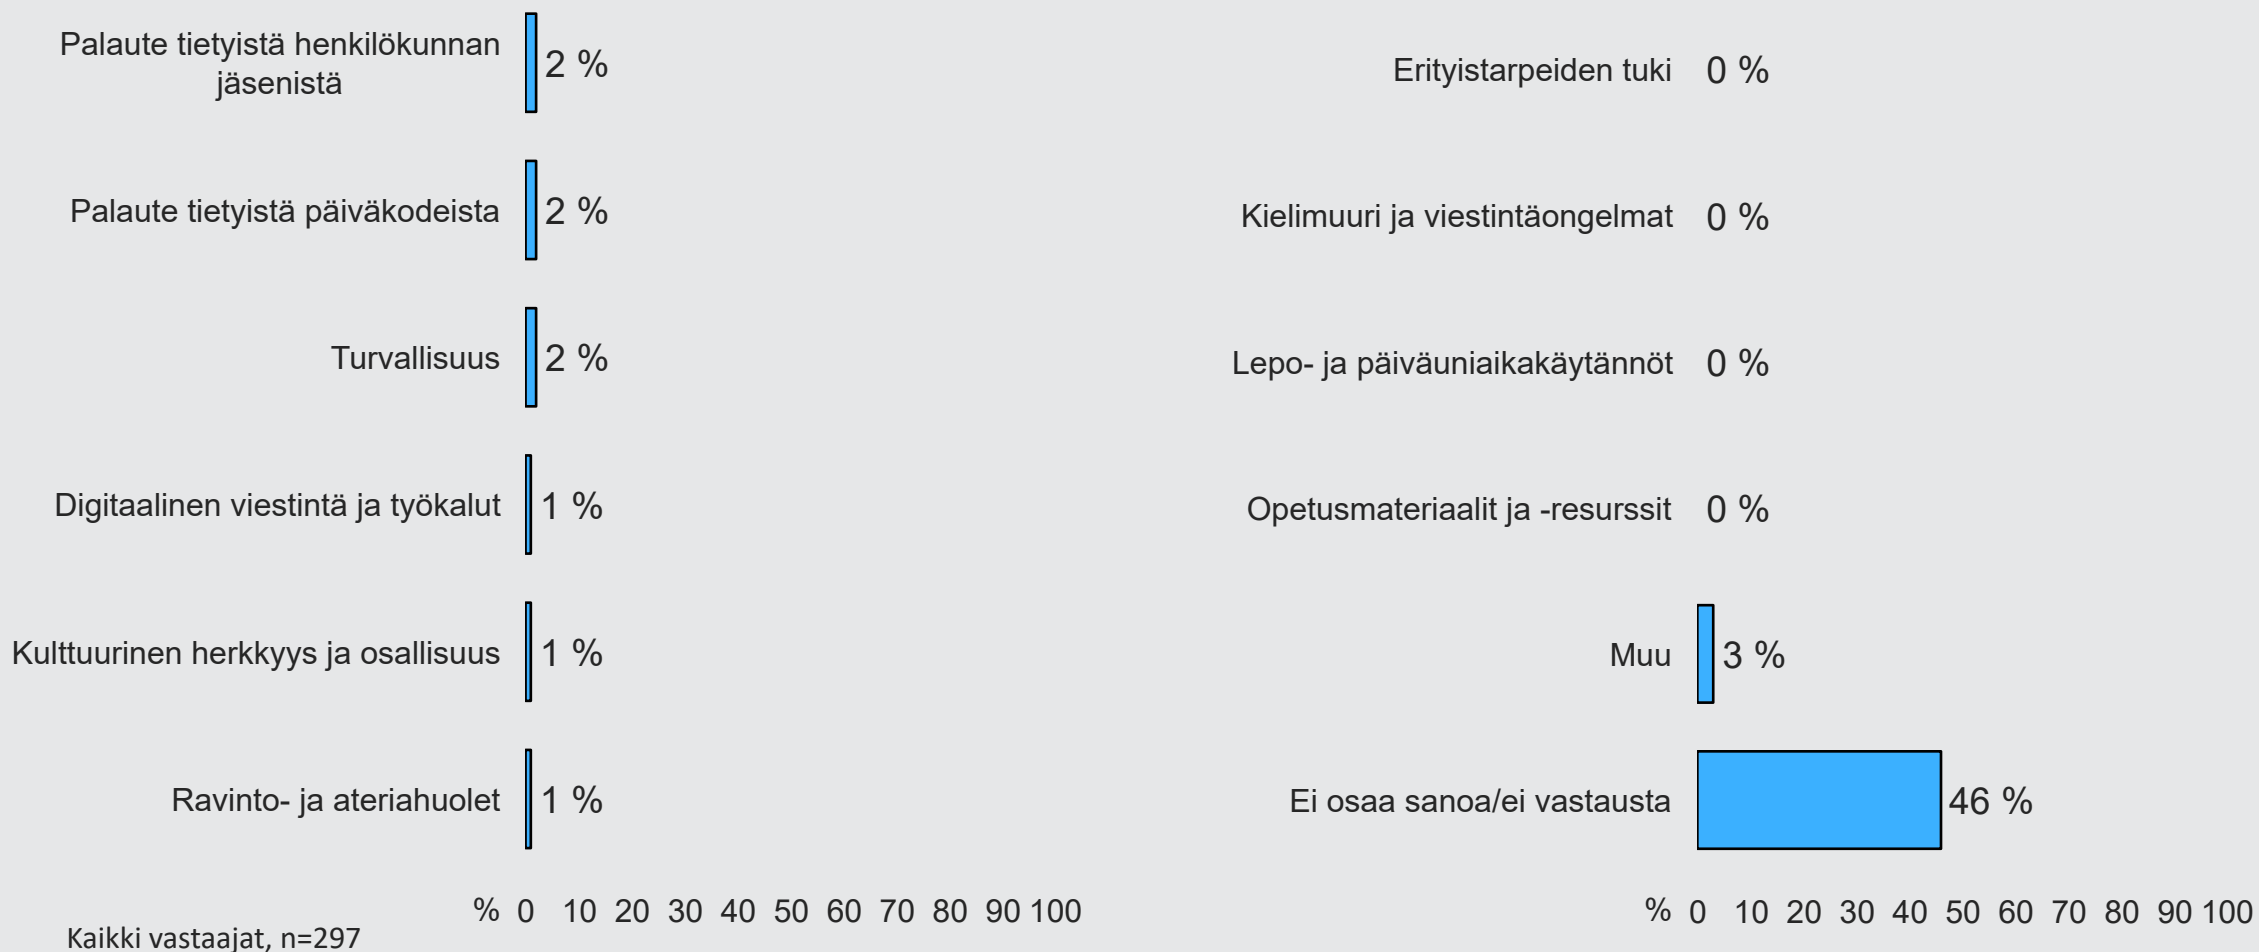 Palaute tietyistä henkilökunnan
jäsenistä
2 %
Palaute tietyistä päiväkodeista
2 %
Turvallisuus
2 %
Digitaalinen viestintä ja työkalut
1 %
Kulttuurinen herkkyys ja osallisuus
1 %
Ravinto- ja ateriahuolet
1 %
% 0 10 20 30 40 50 60 70 80 90 100
Kaikki vastaajat, n=297
Erityistarpeiden tuki
0 %
Kielimuuri ja viestintäongelmat
0 %
Lepo- ja päiväuniaikakäytännöt
0 %
Opetusmateriaalit ja -resurssit
0 %
Muu
3 %
Ei osaa sanoa/ei vastausta
46 %
% 0 10 20 30 40 50 60 70 80 90 100